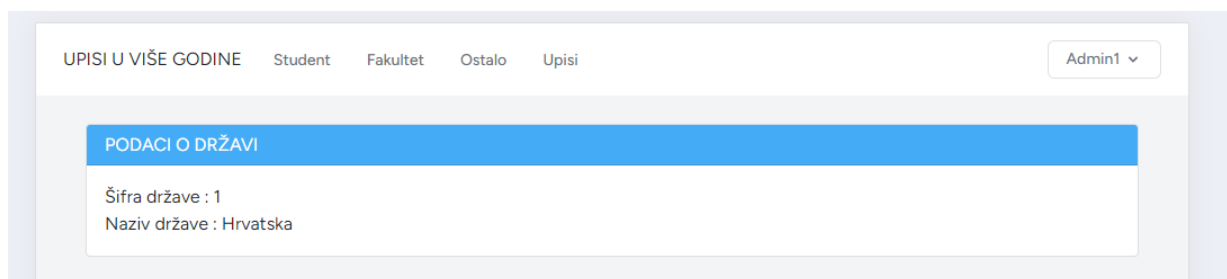 UPISI U VIŠE GODINE Student Fakultet Ostalo Upisi Admin1
PODACI O DRŽAVI
Šifra države : 1
Naziv države : Hrvatska